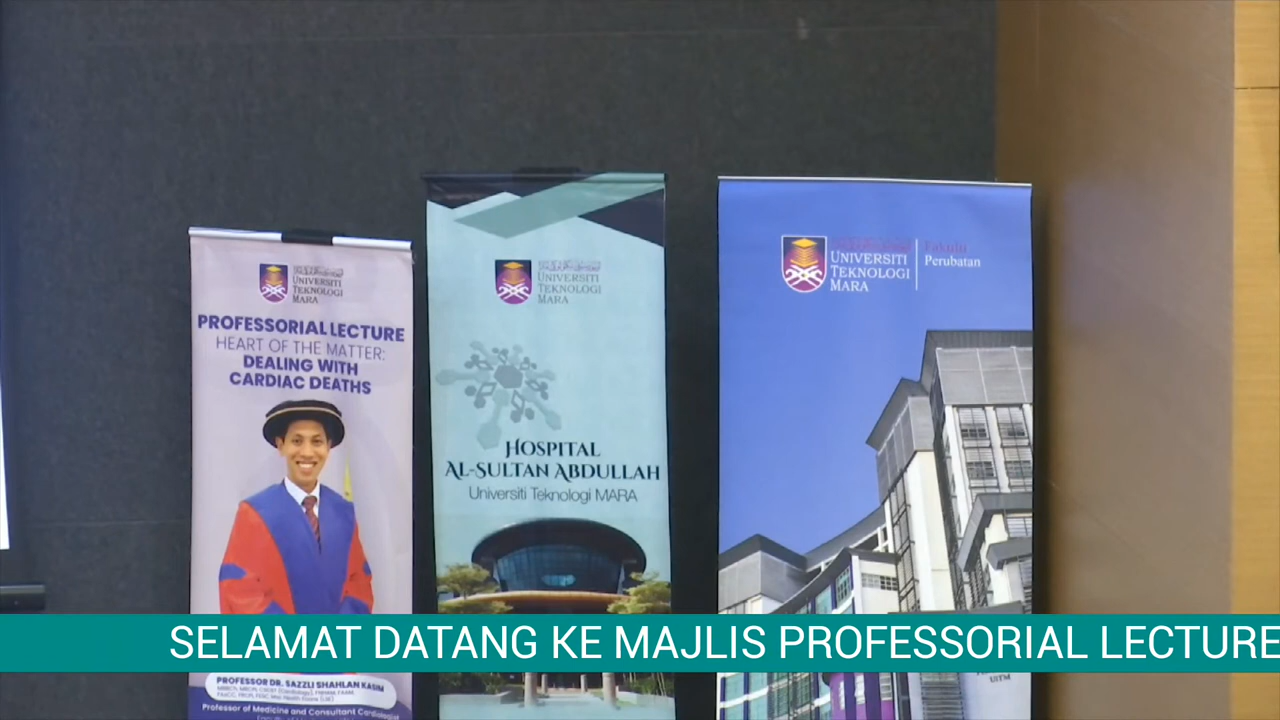 UNIVERSITI
TEKNOLOGI
MARA
PROFESSORIAL LECTURE
HEART OF THE MATTER:
DEALING WITH
CARDIAC DEATHS
PROFESSOR DR. SAZZLI SHAHLAN KASIM
Professor of Medicine and Consultant Cardiologist
UNIVERSITI
TEKNOLOGI
MARA
HOSPITAL
AL-SULTAN ABDULLAH
Universiti Teknologi MARA
UNIVERSITI
TEKNOLOGI
MARA
Fakulti
Perubatan
UiTM
SELAMAT DATANG KE MAJLIS PROFESSORIAL LECTURE